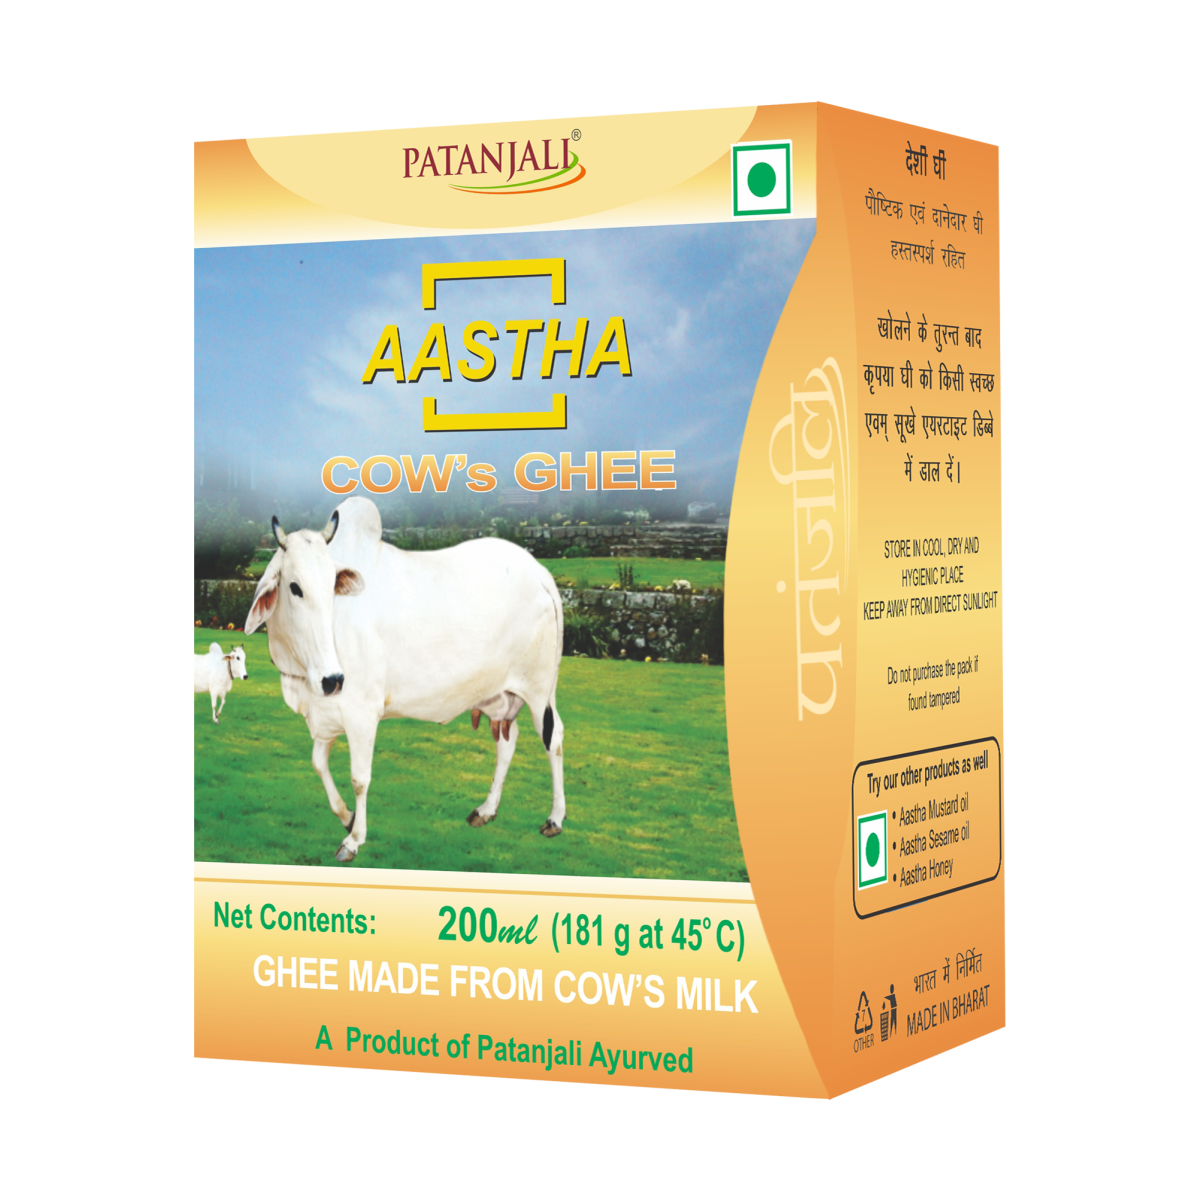 PATANJALI®
AASTHA
COW's GHEE
Net Contents: 200ml (181 g at 45°C)
GHEE MADE FROM COW'S MILK
A Product of Patanjali Ayurved
पतंजलि
देशी घी
पौष्टिक एवं दानेदार घी
हस्तस्पर्श रहित
खोलने के तुरन्त बाद
कृपया घी को किसी स्वच्छ
एवम् सूखे एयरटाइट डिब्बे
में डाल दें।
STORE IN COOL, DRY AND
HYGIENIC PLACE
KEEP AWAY FROM DIRECT SUNLIGHT
Do not purchase the pack if
found tampered
Try our other products as well
• Aastha Mustard oil
• Aastha Sesame oil
• Aastha Honey
भारत में निर्मित
MADE IN BHARAT
7
OTHER